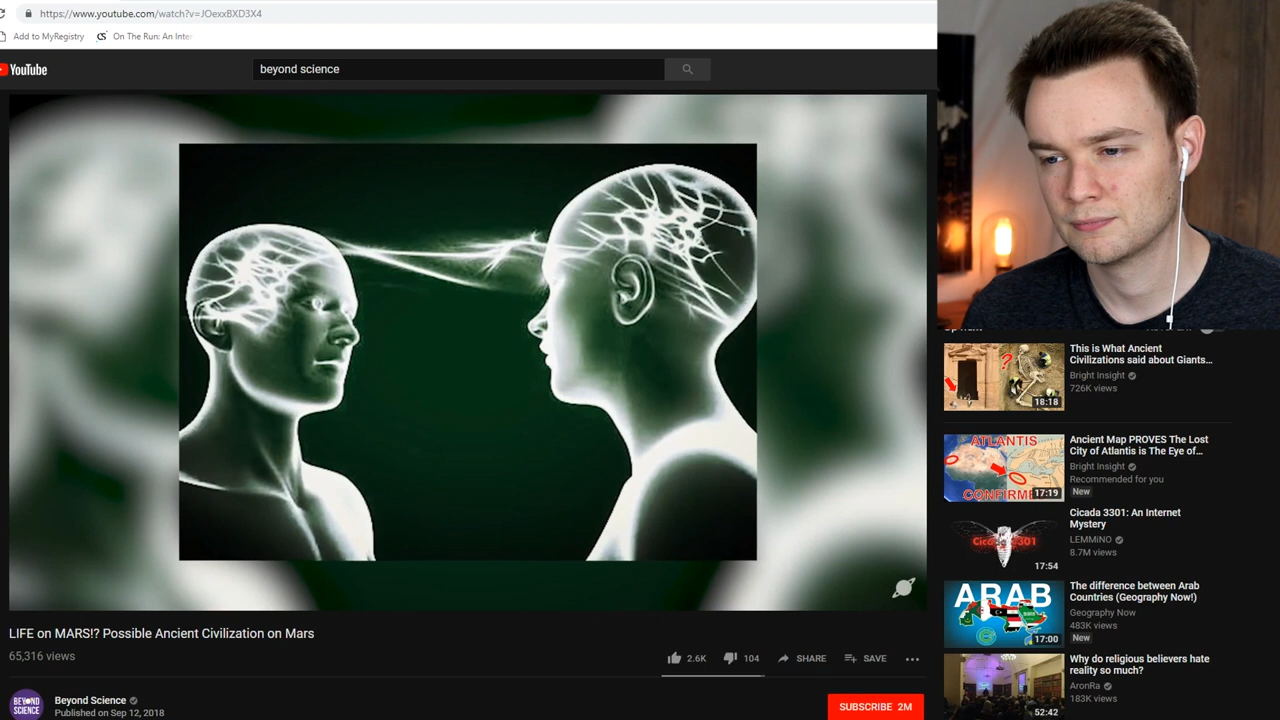 https://www.youtube.com/watch?v=JOexxBXD3X4
Add to MyRegistry
On The Run: An Inter
YouTube
beyond science
LIFE on MARS!? Possible Ancient Civilization on Mars
65,316 views
2.6K
104
SHARE
SAVE
BEYOND
SCIENCE
Beyond Science
Published on Sep 12, 2018
SUBSCRIBE 2M
?
18:18
This is What Ancient
Civilizations said about Giants...
Bright Insight
726K views
ATLANTIS
CONFIRME
17:19
Ancient Map PROVES The Lost
City of Atlantis is The Eye of...
Bright Insight
Recommended for you
New
Cicada 3301
17:54
Cicada 3301: An Internet
Mystery
LEMMiNO
8.7M views
ARAB
17:00
The difference between Arab
Countries (Geography Now!)
Geography Now
483K views
New
52:42
Why do religious believers hate
reality so much?
AronRa
183K views